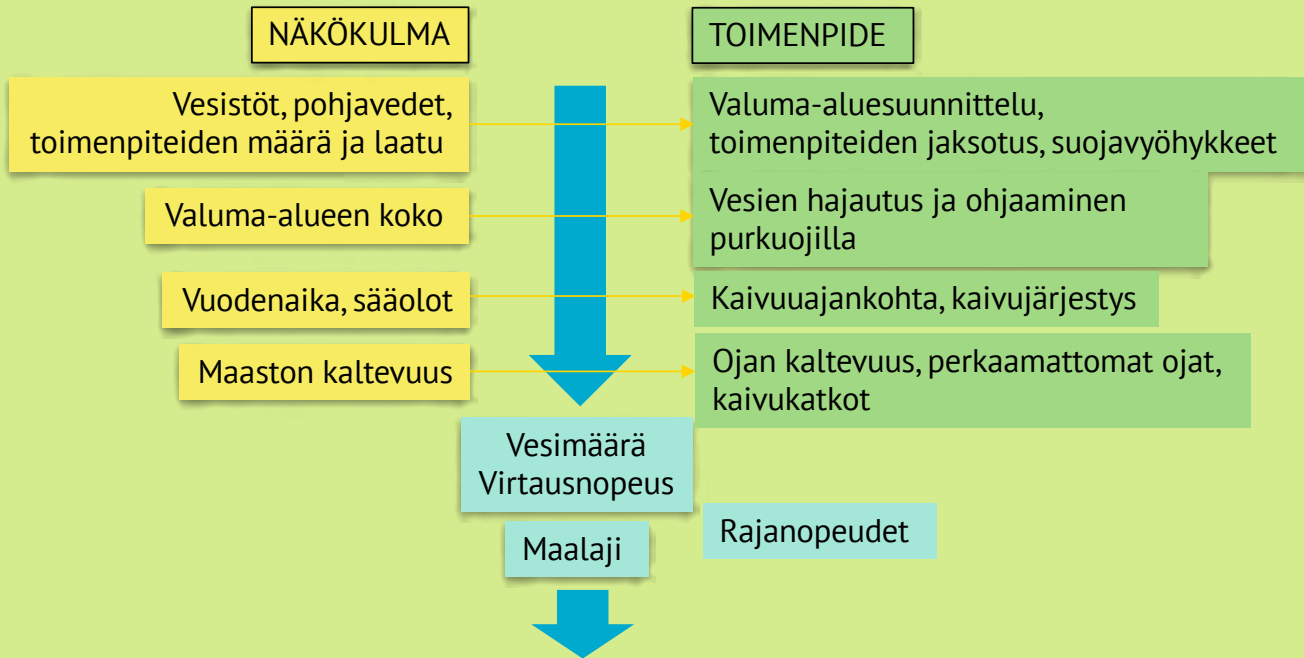 NÄKÖKULMA
TOIMENPIDE
Vesistöt, pohjavedet,
toimenpiteiden määrä ja laatu
Valuma-aluesuunnittelu,
toimenpiteiden jaksotus, suojavyöhykkeet
Valuma-alueen koko
Vesien hajautus ja ohjaaminen
purkuojilla
Vuodenaika, sääolot
Kaivuuajankohta, kaivujärjestys
Maaston kaltevuus
Ojan kaltevuus, perkaamattomat ojat,
kaivukatkot
Vesimäärä
Virtausnopeus
Rajanopeudet
Maalaji